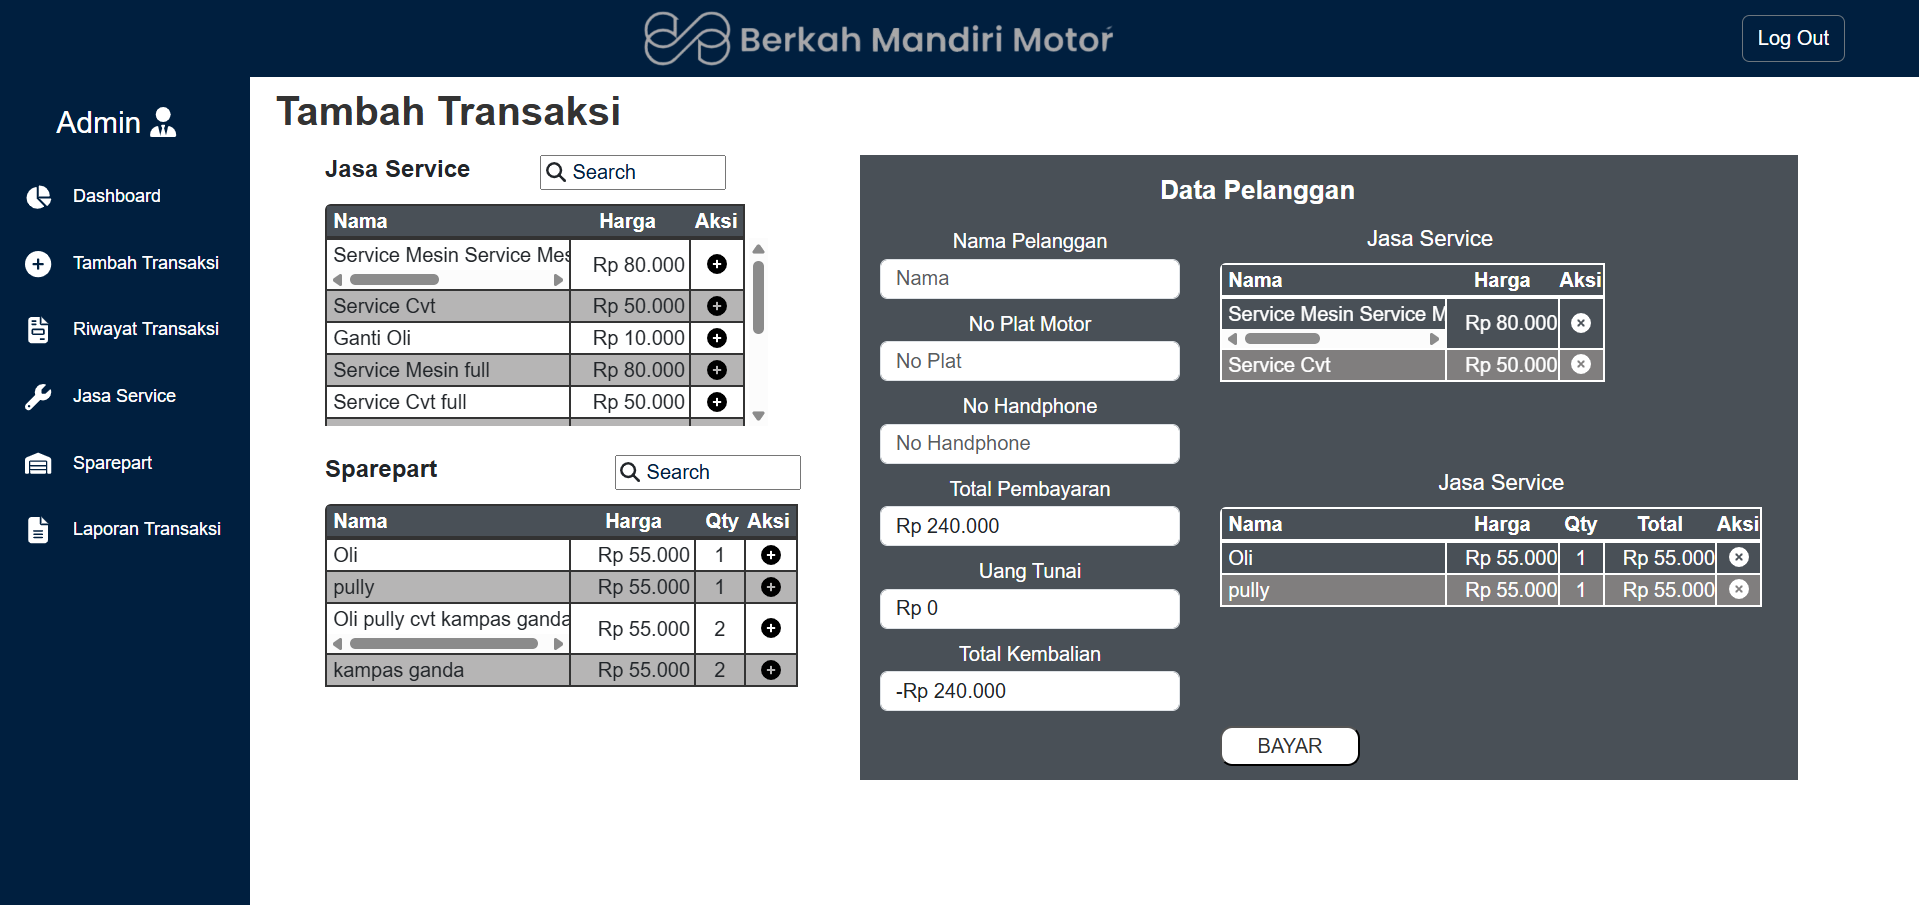 Berkah Mandiri Motor
Log Out
Admin
Dashboard
Tambah Transaksi
Riwayat Transaksi
Jasa Service
Sparepart
Laporan Transaksi
Tambah Transaksi
Jasa Service
Search
Nama Harga Aksi
Service Mesin Service Mes Rp 80.000
Service Cvt Rp 50.000
Ganti Oli Rp 10.000
Service Mesin full Rp 80.000
Service Cvt full Rp 50.000
Sparepart
Search
Nama Harga Qty Aksi
Oli Rp 55.000 1
pully Rp 55.000 1
Oli pully cvt kampas ganda Rp 55.000 2
kampas ganda Rp 55.000 2
Data Pelanggan
Nama Pelanggan
Nama
No Plat Motor
No Plat
No Handphone
No Handphone
Total Pembayaran
Rp 240.000
Uang Tunai
Rp 0
Total Kembalian
-Rp 240.000
Jasa Service
Nama Harga Aksi
Service Mesin Service M Rp 80.000
Service Cvt Rp 50.000
Jasa Service
Nama Harga Qty Total Aksi
Oli Rp 55.000 1 Rp 55.000
pully Rp 55.000 1 Rp 55.000
BAYAR